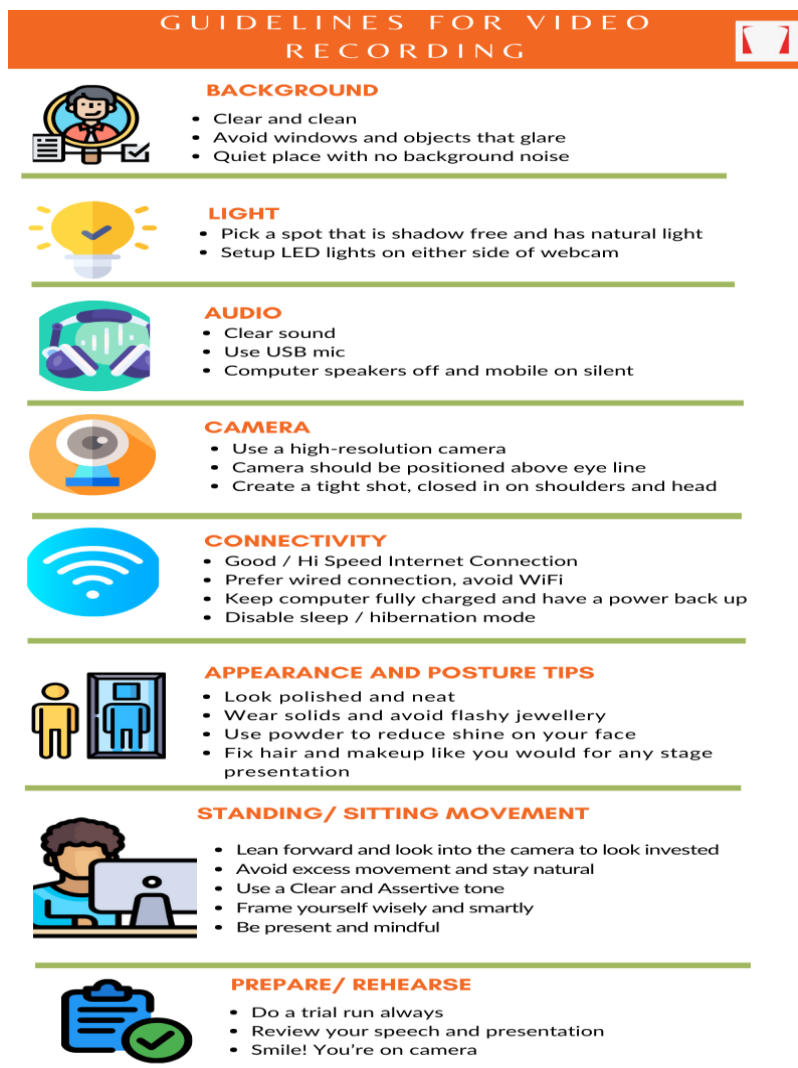 GUIDELINES FOR VIDEO
RECORDING
BACKGROUND
• Clear and clean
• Avoid windows and objects that glare
• Quiet place with no background noise
LIGHT
• Pick a spot that is shadow free and has natural light
• Setup LED lights on either side of webcam
AUDIO
• Clear sound
• Use USB mic
• Computer speakers off and mobile on silent
CAMERA
• Use a high-resolution camera
• Camera should be positioned above eye line
• Create a tight shot, closed in on shoulders and head
CONNECTIVITY
• Good / Hi Speed Internet Connection
• Prefer wired connection, avoid WiFi
• Keep computer fully charged and have a power back up
• Disable sleep / hibernation mode
APPEARANCE AND POSTURE TIPS
• Look polished and neat
• Wear solids and avoid flashy jewellery
• Use powder to reduce shine on your face
• Fix hair and makeup like you would for any stage
presentation
STANDING/ SITTING MOVEMENT
• Lean forward and look into the camera to look invested
• Avoid excess movement and stay natural
• Use a Clear and Assertive tone
• Frame yourself wisely and smartly
• Be present and mindful
PREPARE/ REHEARSE
• Do a trial run always
• Review your speech and presentation
• Smile! You're on camera